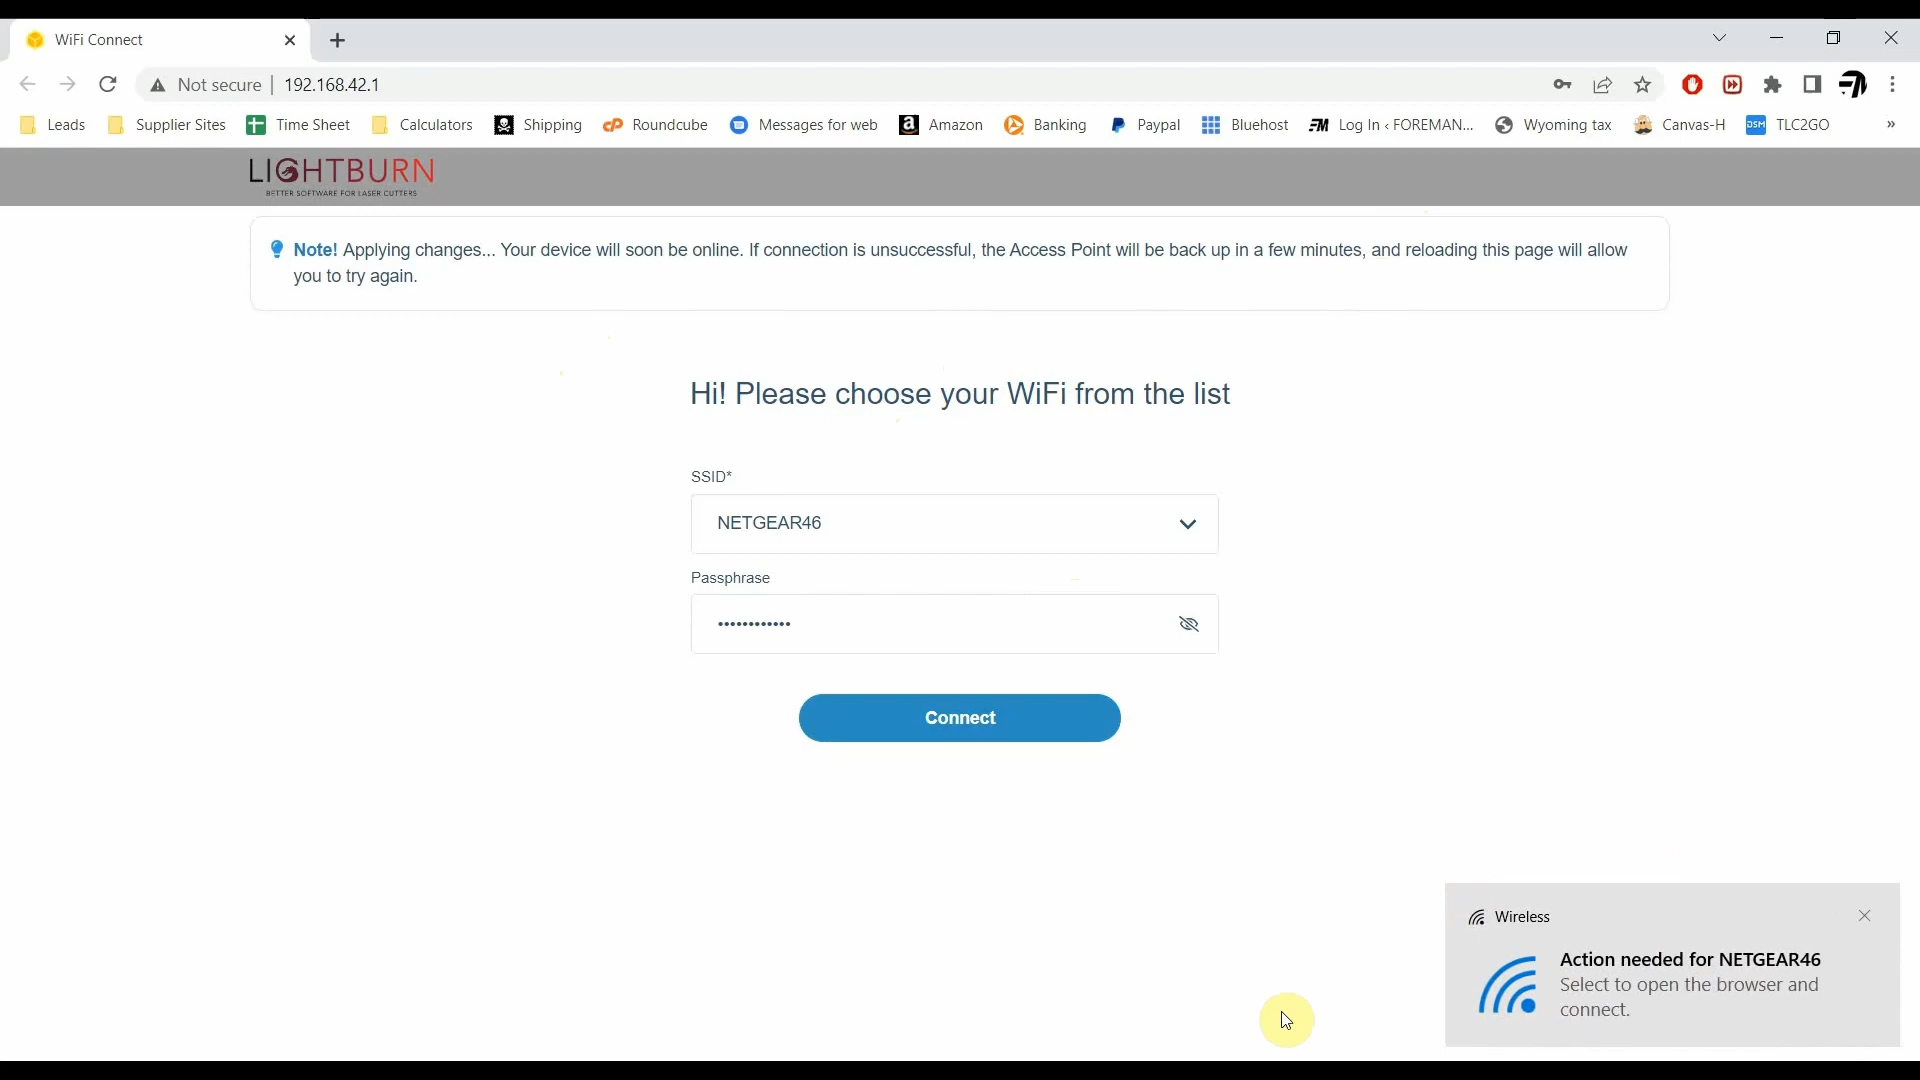 WiFi Connect
Not secure | 192.168.42.1
Leads Supplier Sites Time Sheet Calculators Shipping Roundcube Messages for web Amazon Banking Paypal Bluehost Log In ‹ FOREMAN... Wyoming tax Canvas-H TLC2GO »
LIGHTBURN
BETTER SOFTWARE FOR LASER CUTTERS
Note! Applying changes... Your device will soon be online. If connection is unsuccessful, the Access Point will be back up in a few minutes, and reloading this page will allow
you to try again.
Hi! Please choose your WiFi from the list
SSID*
NETGEAR46
Passphrase
••••••••••••
Connect
Wireless
Action needed for NETGEAR46
Select to open the browser and
connect.